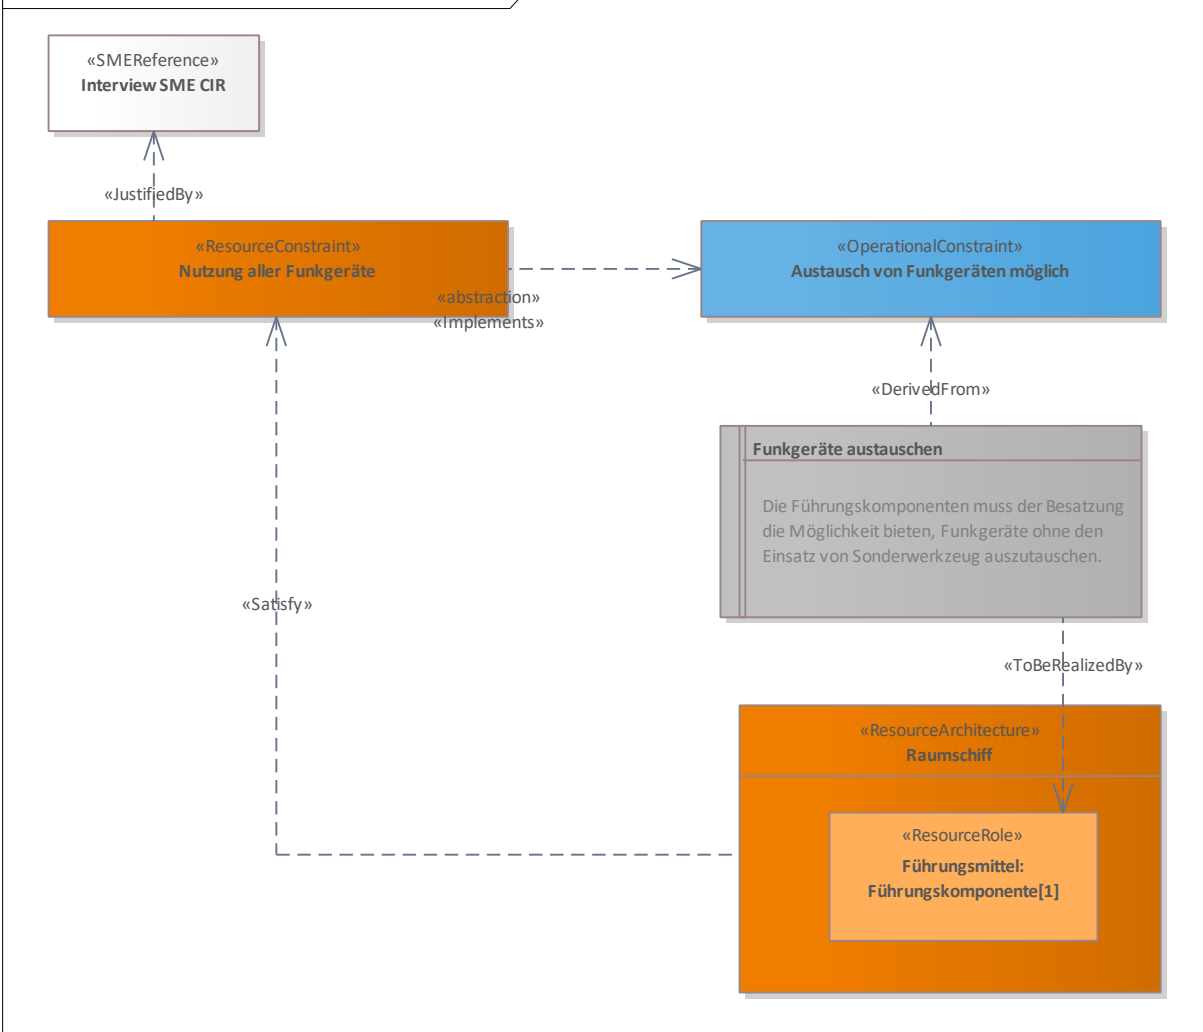 «SMEReference»
Interview SME CIR
«JustifiedBy»
«ResourceConstraint»
Nutzung aller Funkgeräte
«OperationalConstraint»
Austausch von Funkgeräten möglich
«abstraction»
«Implements»
«DerivedFrom»
Funkgeräte austauschen
Die Führungskomponenten muss der Besatzung
die Möglichkeit bieten, Funkgeräte ohne den
Einsatz von Sonderwerkzeug auszutauschen.
«Satisfy»
«ToBeRealizedBy»
«ResourceArchitecture»
Raumschiff
«ResourceRole»
Führungsmittel:
Führungskomponente[1]